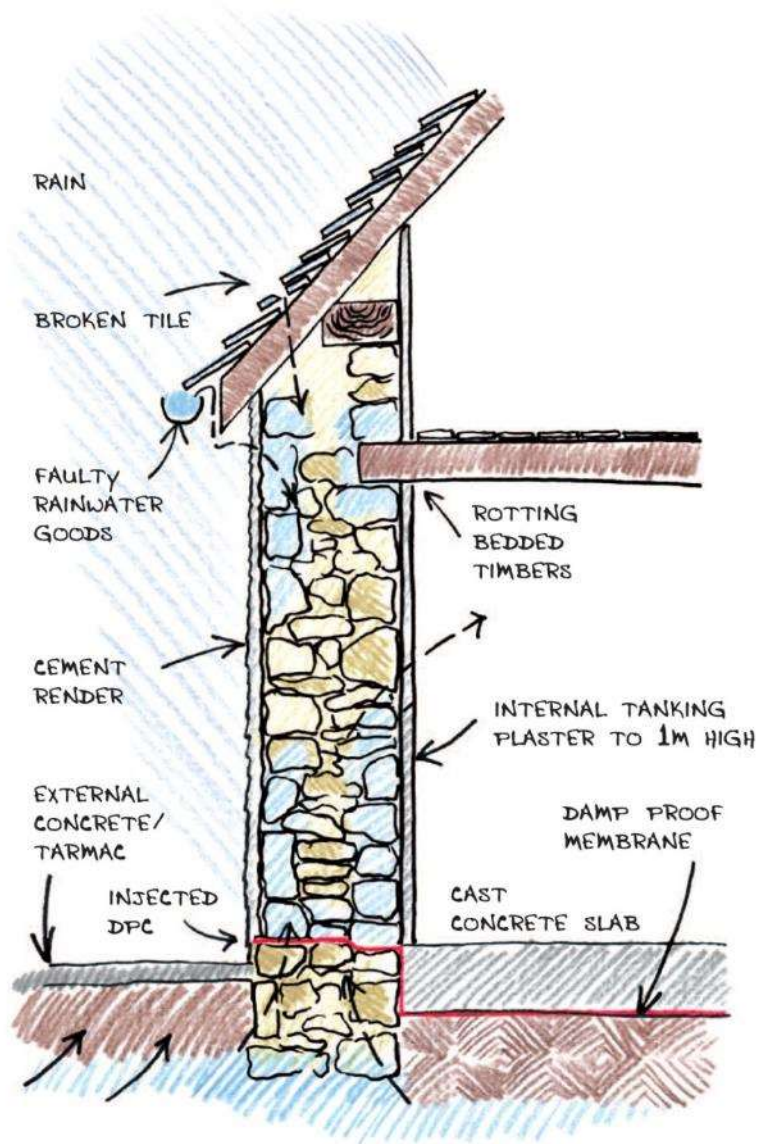 RAIN
BROKEN TILE
FAULTY
RAINWATER
GOODS
ROTTING
BEDDED
TIMBERS
CEMENT
RENDER
INTERNAL TANKING
PLASTER TO 1M HIGH
EXTERNAL
CONCRETE/
TARMAC
DAMP PROOF
MEMBRANE
INJECTED
DPC
CAST
CONCRETE SLAB